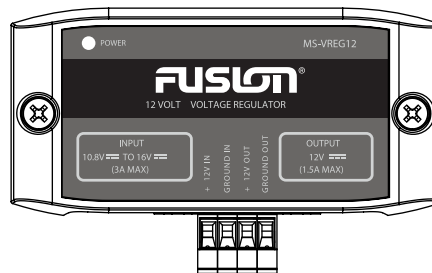 POWER
MS-VREG12
FUSION®
12 VOLT VOLTAGE REGULATOR
INPUT
10.8V TO 16V
(3A MAX)
+ 12V IN
GROUND IN
+ 12V OUT
GROUND OUT
OUTPUT
12V
(1.5A MAX)